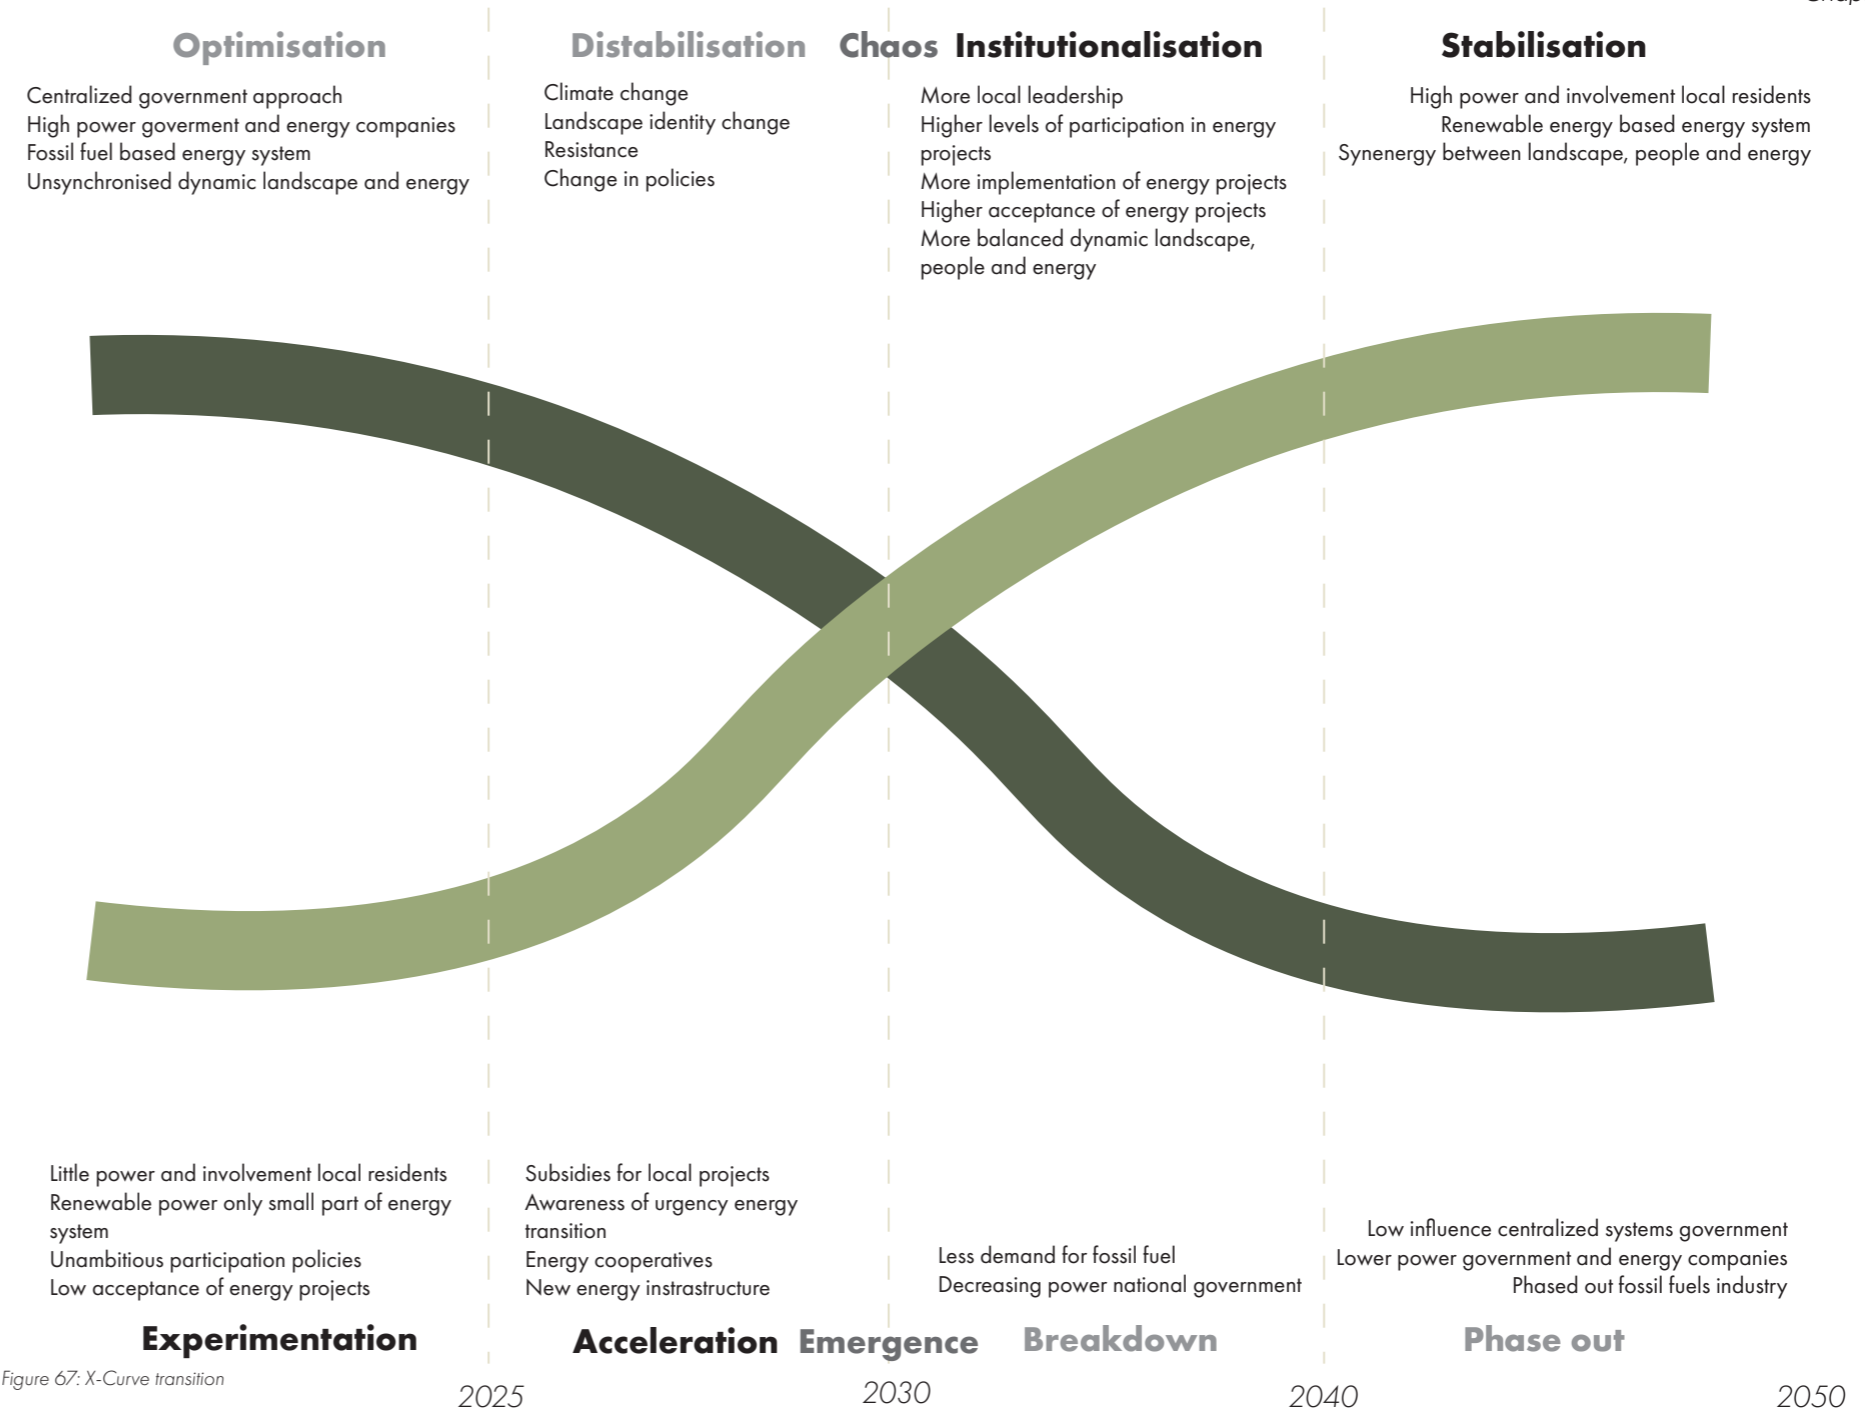 Optimisation
Centralized government approach
High power goverment and energy companies
Fossil fuel based energy system
Unsynchronised dynamic landscape and energy
Distabilisation
Climate change
Landscape identity change
Resistance
Change in policies
Chaos
Institutionalisation
More local leadership
Higher levels of participation in energy
projects
More implementation of energy projects
Higher acceptance of energy projects
More balanced dynamic landscape,
people and energy
Stabilisation
High power and involvement local residents
Renewable energy based energy system
Synenergy between landscape, people and energy
Little power and involvement local residents
Renewable power only small part of energy
system
Unambitious participation policies
Low acceptance of energy projects
Experimentation
Subsidies for local projects
Awareness of urgency energy
transition
Energy cooperatives
New energy instrastructure
Acceleration
Emergence
Less demand for fossil fuel
Decreasing power national government
Breakdown
Low influence centralized systems government
Lower power government and energy companies
Phased out fossil fuels industry
Phase out
Figure 67: X-Curve transition
2025
2030
2040
2050